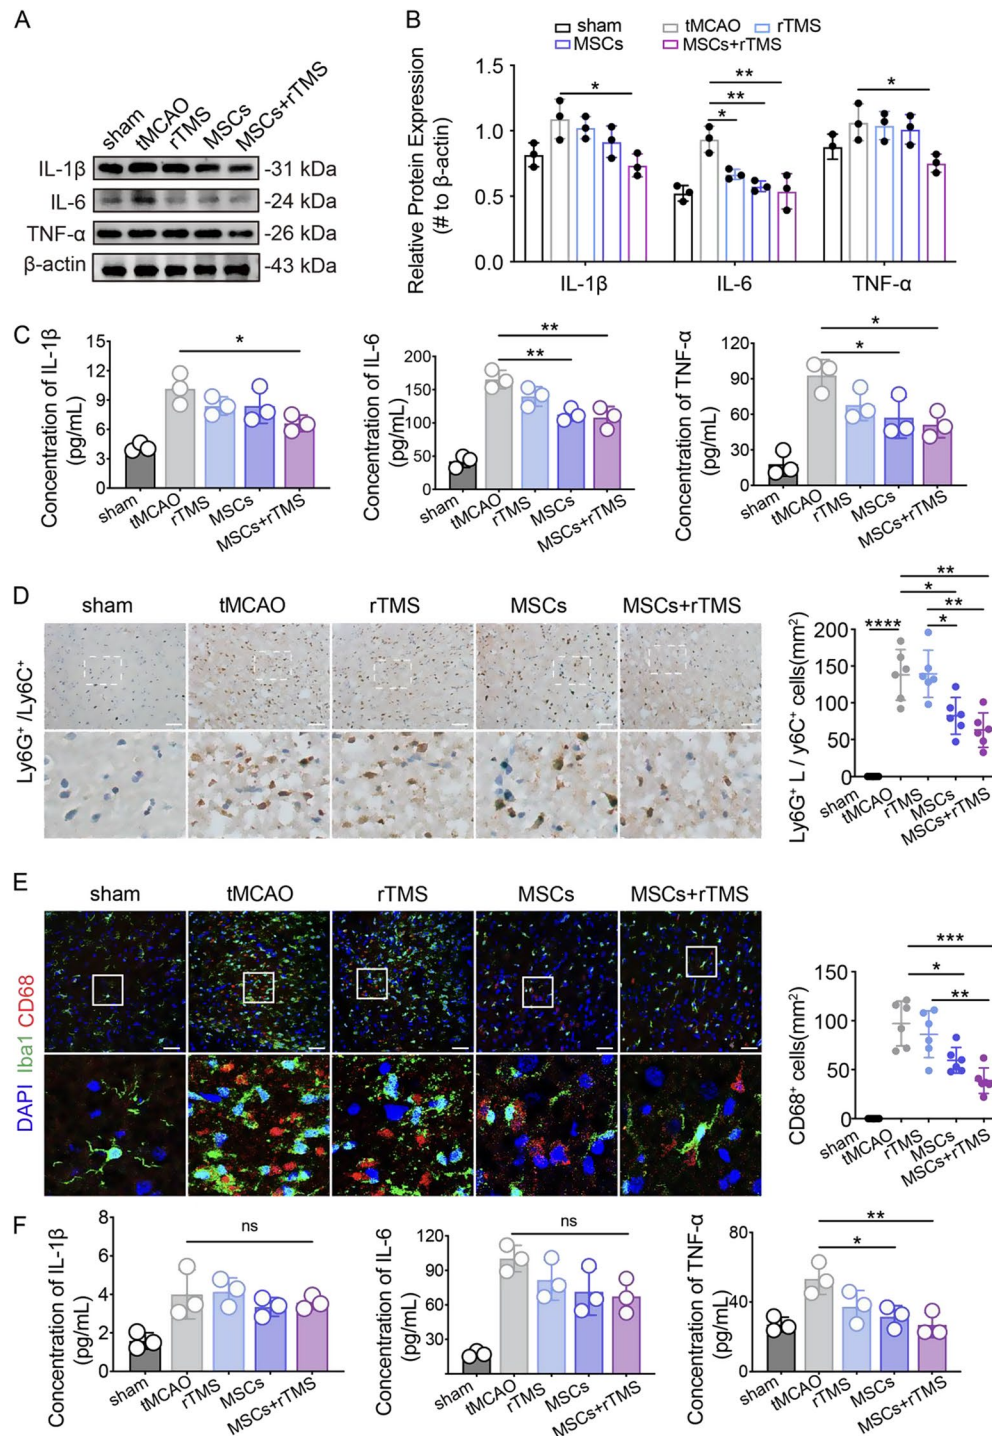 A
sham tMCAO rTMS MSCs MSCs+rTMS
IL-1β -31 kDa
IL-6 -24 kDa
TNF-α -26 kDa
β-actin -43 kDa
B
sham tMCAO rTMS
MSCs MSCs+rTMS
Relative Protein Expression
(# to β-actin)
1.5
1.0
0.5
0.0
* ** ** * *
IL-1β IL-6 TNF-α
C
Concentration of IL-1β
(pg/mL)
15
12
9
6
3
0
*
sham tMCAO rTMS MSCs MSCs+rTMS
Concentration of IL-6
(pg/mL)
200
150
100
50
0
**
**
sham tMCAO rTMS MSCs MSCs+rTMS
Concentration of TNF-α
(pg/mL)
120
90
60
30
0
*
*
sham tMCAO rTMS MSCs MSCs+rTMS
D
sham tMCAO rTMS MSCs MSCs+rTMS
Ly6G⁺ /Ly6C⁺
Ly6G⁺ L / y6C⁺ cells(mm²)
200
150
100
50
0
**
*
**
**** *
sham tMCAO rTMS MSCs MSCs+rTMS
E
sham tMCAO rTMS MSCs MSCs+rTMS
DAPI Iba1 CD68
CD68⁺ cells(mm²)
150
100
50
0
***
*
**
sham tMCAO rTMS MSCs MSCs+rTMS
F
Concentration of IL-1β
(pg/mL)
8
6
4
2
0
ns
sham tMCAO rTMS MSCs MSCs+rTMS
Concentration of IL-6
(pg/mL)
120
90
60
30
ns
sham tMCAO rTMS MSCs MSCs+rTMS
Concentration of TNF-α
(pg/mL)
80
40
0
**
*
sham tMCAO rTMS MSCs MSCs+rTMS